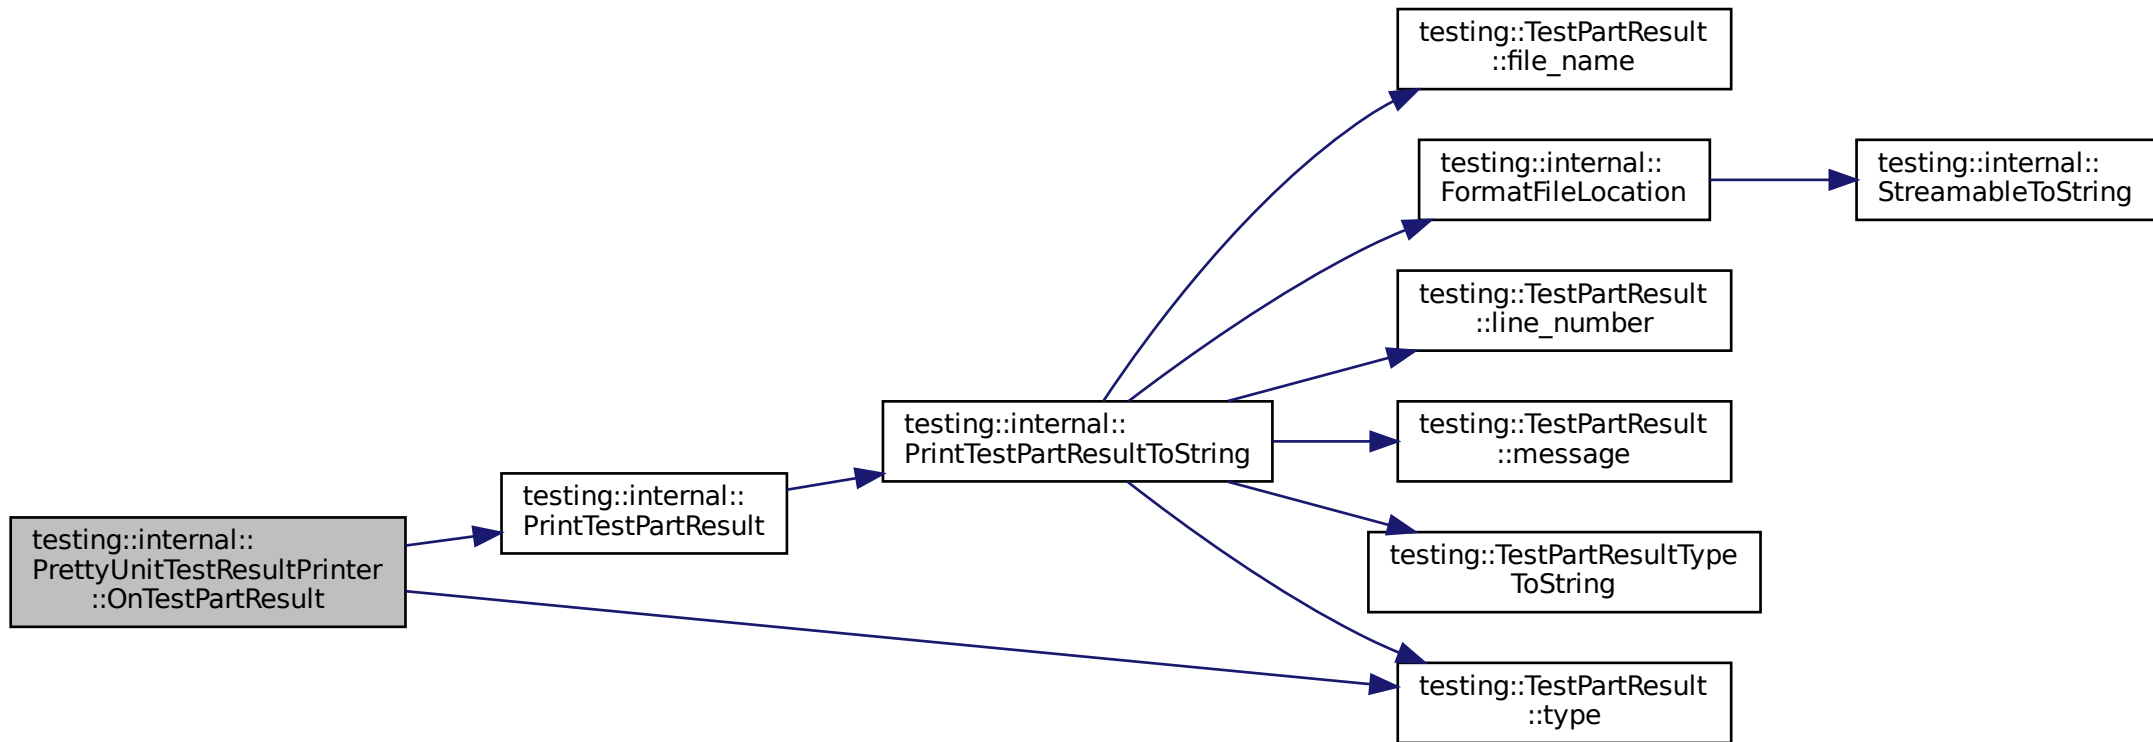 testing::TestPartResult
::file_name
testing::internal::
FormatFileLocation
testing::internal::
StreamableToString
testing::TestPartResult
::line_number
testing::internal::
PrintTestPartResultToString
testing::TestPartResult
::message
testing::internal::
PrintTestPartResult
testing::internal::
PrettyUnitTestResultPrinter
::OnTestPartResult
testing::TestPartResultType
ToString
testing::TestPartResult
::type